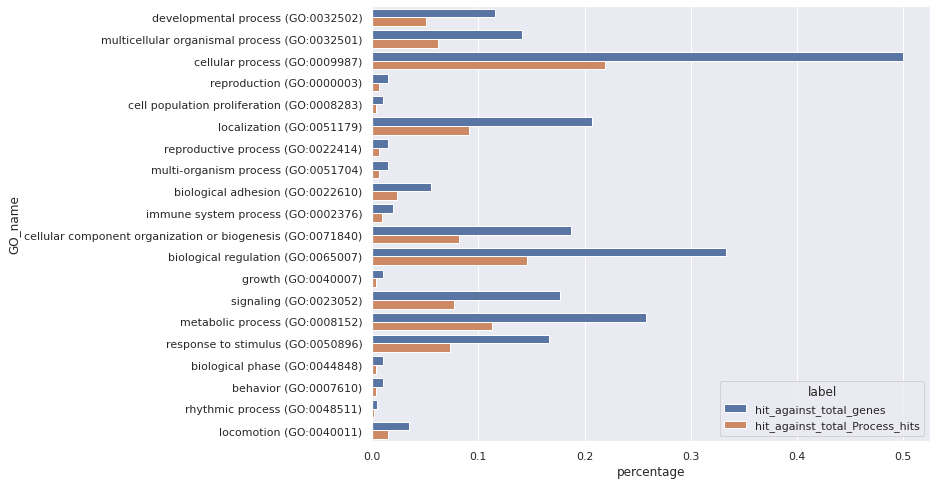 developmental process (GO:0032502)
multicellular organismal process (GO:0032501)
cellular process (GO:0009987)
reproduction (GO:0000003)
cell population proliferation (GO:0008283)
localization (GO:0051179)
reproductive process (GO:0022414)
multi-organism process (GO:0051704)
biological adhesion (GO:0022610)
immune system process (GO:0002376)
cellular component organization or biogenesis (GO:0071840)
biological regulation (GO:0065007)
growth (GO:0040007)
signaling (GO:0023052)
metabolic process (GO:0008152)
response to stimulus (GO:0050896)
biological phase (GO:0044848)
behavior (GO:0007610)
rhythmic process (GO:0048511)
locomotion (GO:0040011)
GO_name
label
hit_against_total_genes
hit_against_total_Process_hits
0.0 0.1 0.2 0.3 0.4 0.5
percentage